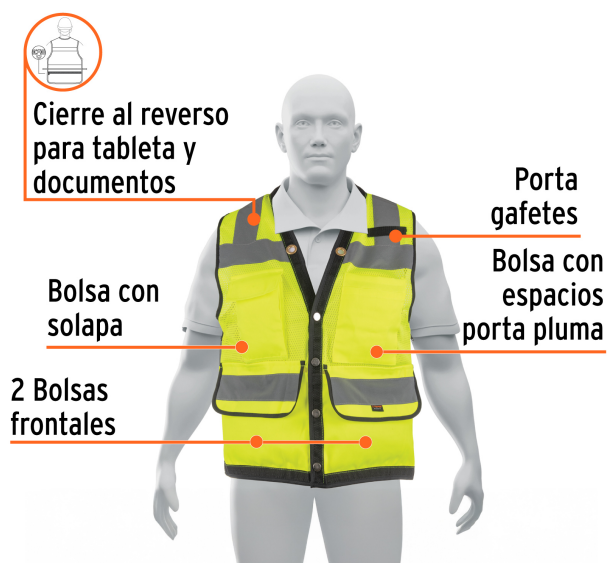 Cierre al reverso
para tableta y
documentos
Porta
gafetes
Bolsa con
espacios
porta pluma
Bolsa con
solapa
2 Bolsas
frontales